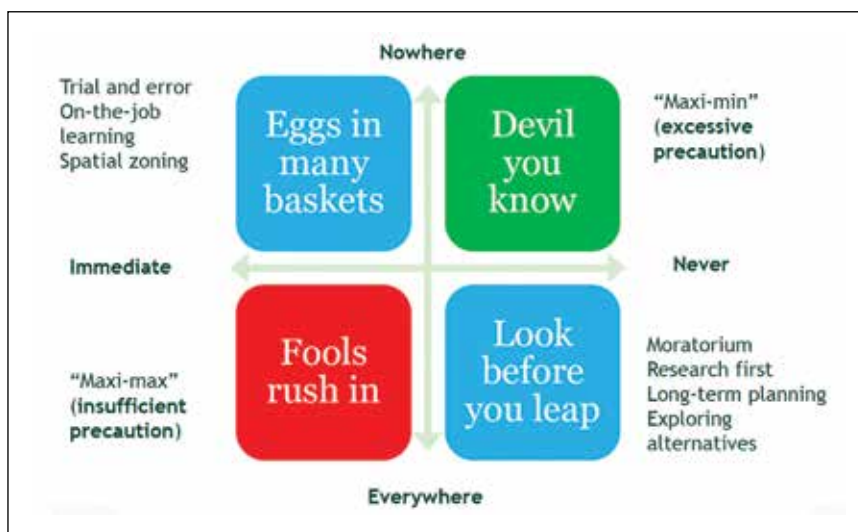 Nowhere
Trial and error
On-the-job
learning
Spatial zoning
Eggs in
many
baskets
Devil
you
know
“Maxi-min”
(excessive
precaution)
Immediate
Never
“Maxi-max”
(insufficient
precaution)
Fools
rush in
Look
before
you leap
Moratorium
Research first
Long-term planning
Exploring
alternatives
Everywhere